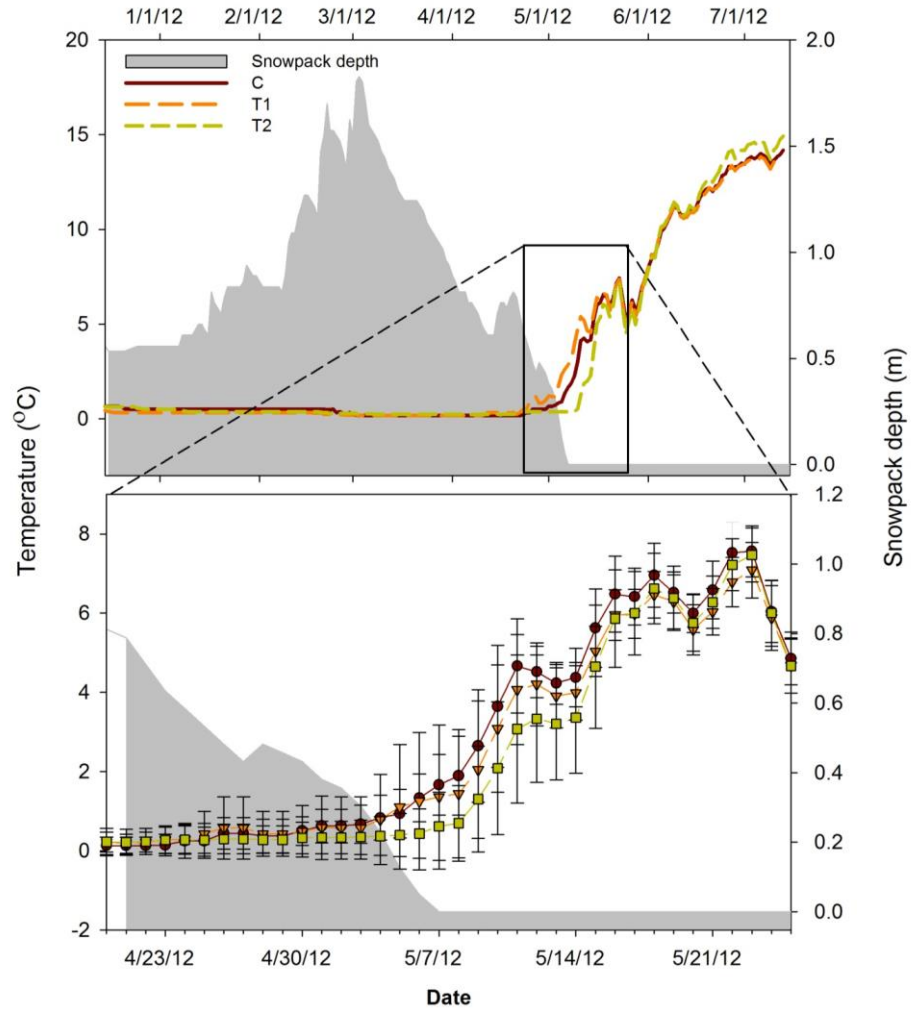 1/1/12 2/1/12 3/1/12 4/1/12 5/1/12 6/1/12 7/1/12
20 2.0
Snowpack depth
C
T1
T2
15 1.5
10 1.0
5 0.5
0 0.0
Temperature (°C)
Snowpack depth (m)
1.2
8 1.0
6 0.8
4 0.6
2 0.4
0 0.2
-2 0.0
4/23/12 4/30/12 5/7/12 5/14/12 5/21/12
Date